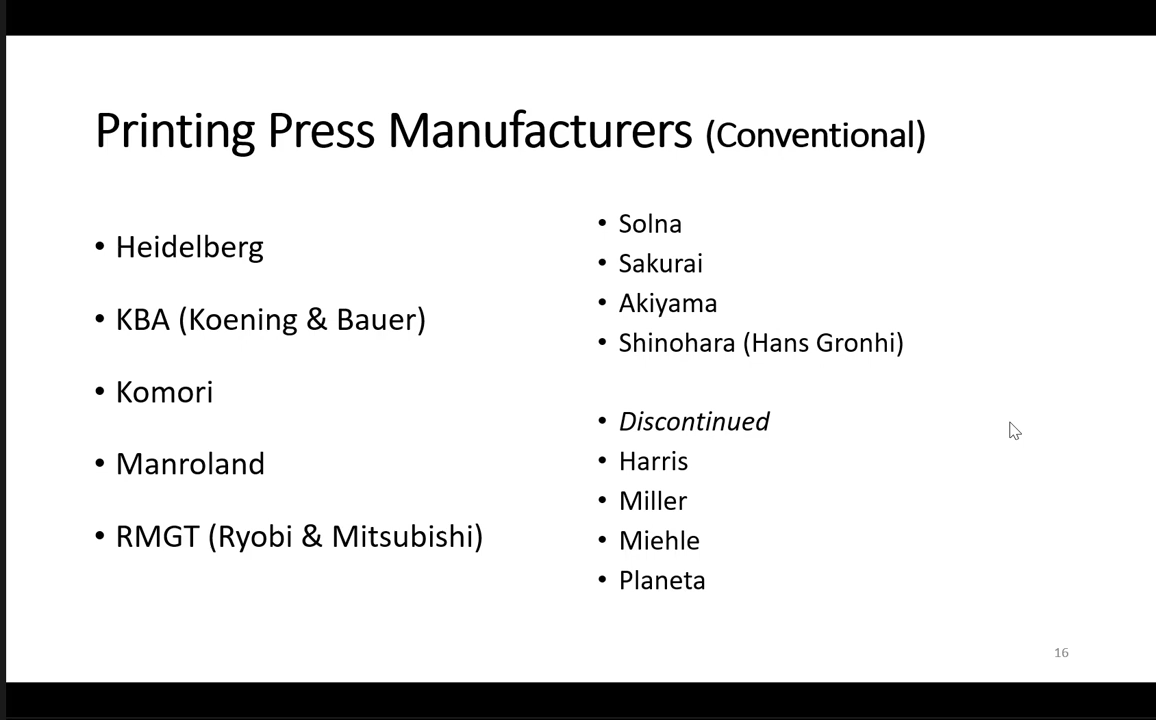 Printing Press Manufacturers (Conventional)
• Heidelberg
• KBA (Koening & Bauer)
• Komori
• Manroland
• RMGT (Ryobi & Mitsubishi)
• Solna
• Sakurai
• Akiyama
• Shinohara (Hans Gronhi)
• Discontinued
• Harris
• Miller
• Miehle
• Planeta
16